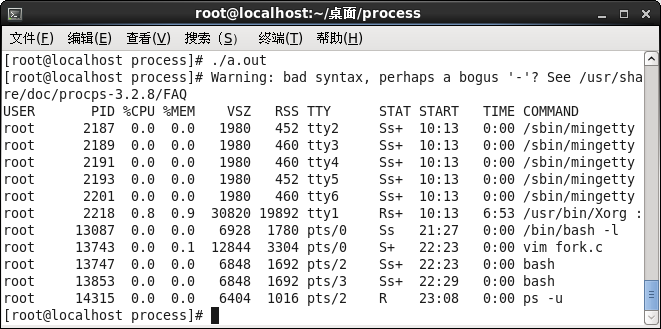 root@localhost:~/桌面/process
文件(F) 编辑(E) 查看(V) 搜索(S) 终端(T) 帮助(H)
[root@localhost process]# ./a.out
[root@localhost process]# Warning: bad syntax, perhaps a bogus '-'? See /usr/sha
re/doc/procps-3.2.8/FAQ
USER       PID %CPU %MEM    VSZ   RSS TTY      STAT START   TIME COMMAND
root      2187  0.0  0.0   1980   452 tty2     Ss+  10:13   0:00 /sbin/mingetty
root      2189  0.0  0.0   1980   460 tty3     Ss+  10:13   0:00 /sbin/mingetty
root      2191  0.0  0.0   1980   460 tty4     Ss+  10:13   0:00 /sbin/mingetty
root      2193  0.0  0.0   1980   452 tty5     Ss+  10:13   0:00 /sbin/mingetty
root      2201  0.0  0.0   1980   460 tty6     Ss+  10:13   0:00 /sbin/mingetty
root      2218  0.8  0.9  30820 19892 tty1     Rs+  10:13   6:53 /usr/bin/Xorg :
root     13087  0.0  0.0   6928  1780 pts/0    Ss   21:27   0:00 /bin/bash -l
root     13743  0.0  0.1  12844  3304 pts/0    S+   22:23   0:00 vim fork.c
root     13747  0.0  0.0   6848  1692 pts/2    Ss+  22:23   0:00 bash
root     13853  0.0  0.0   6848  1692 pts/3    Ss+  22:29   0:00 bash
root     14315  0.0  0.0   6404  1016 pts/2    R    23:08   0:00 ps -u
[root@localhost process]#